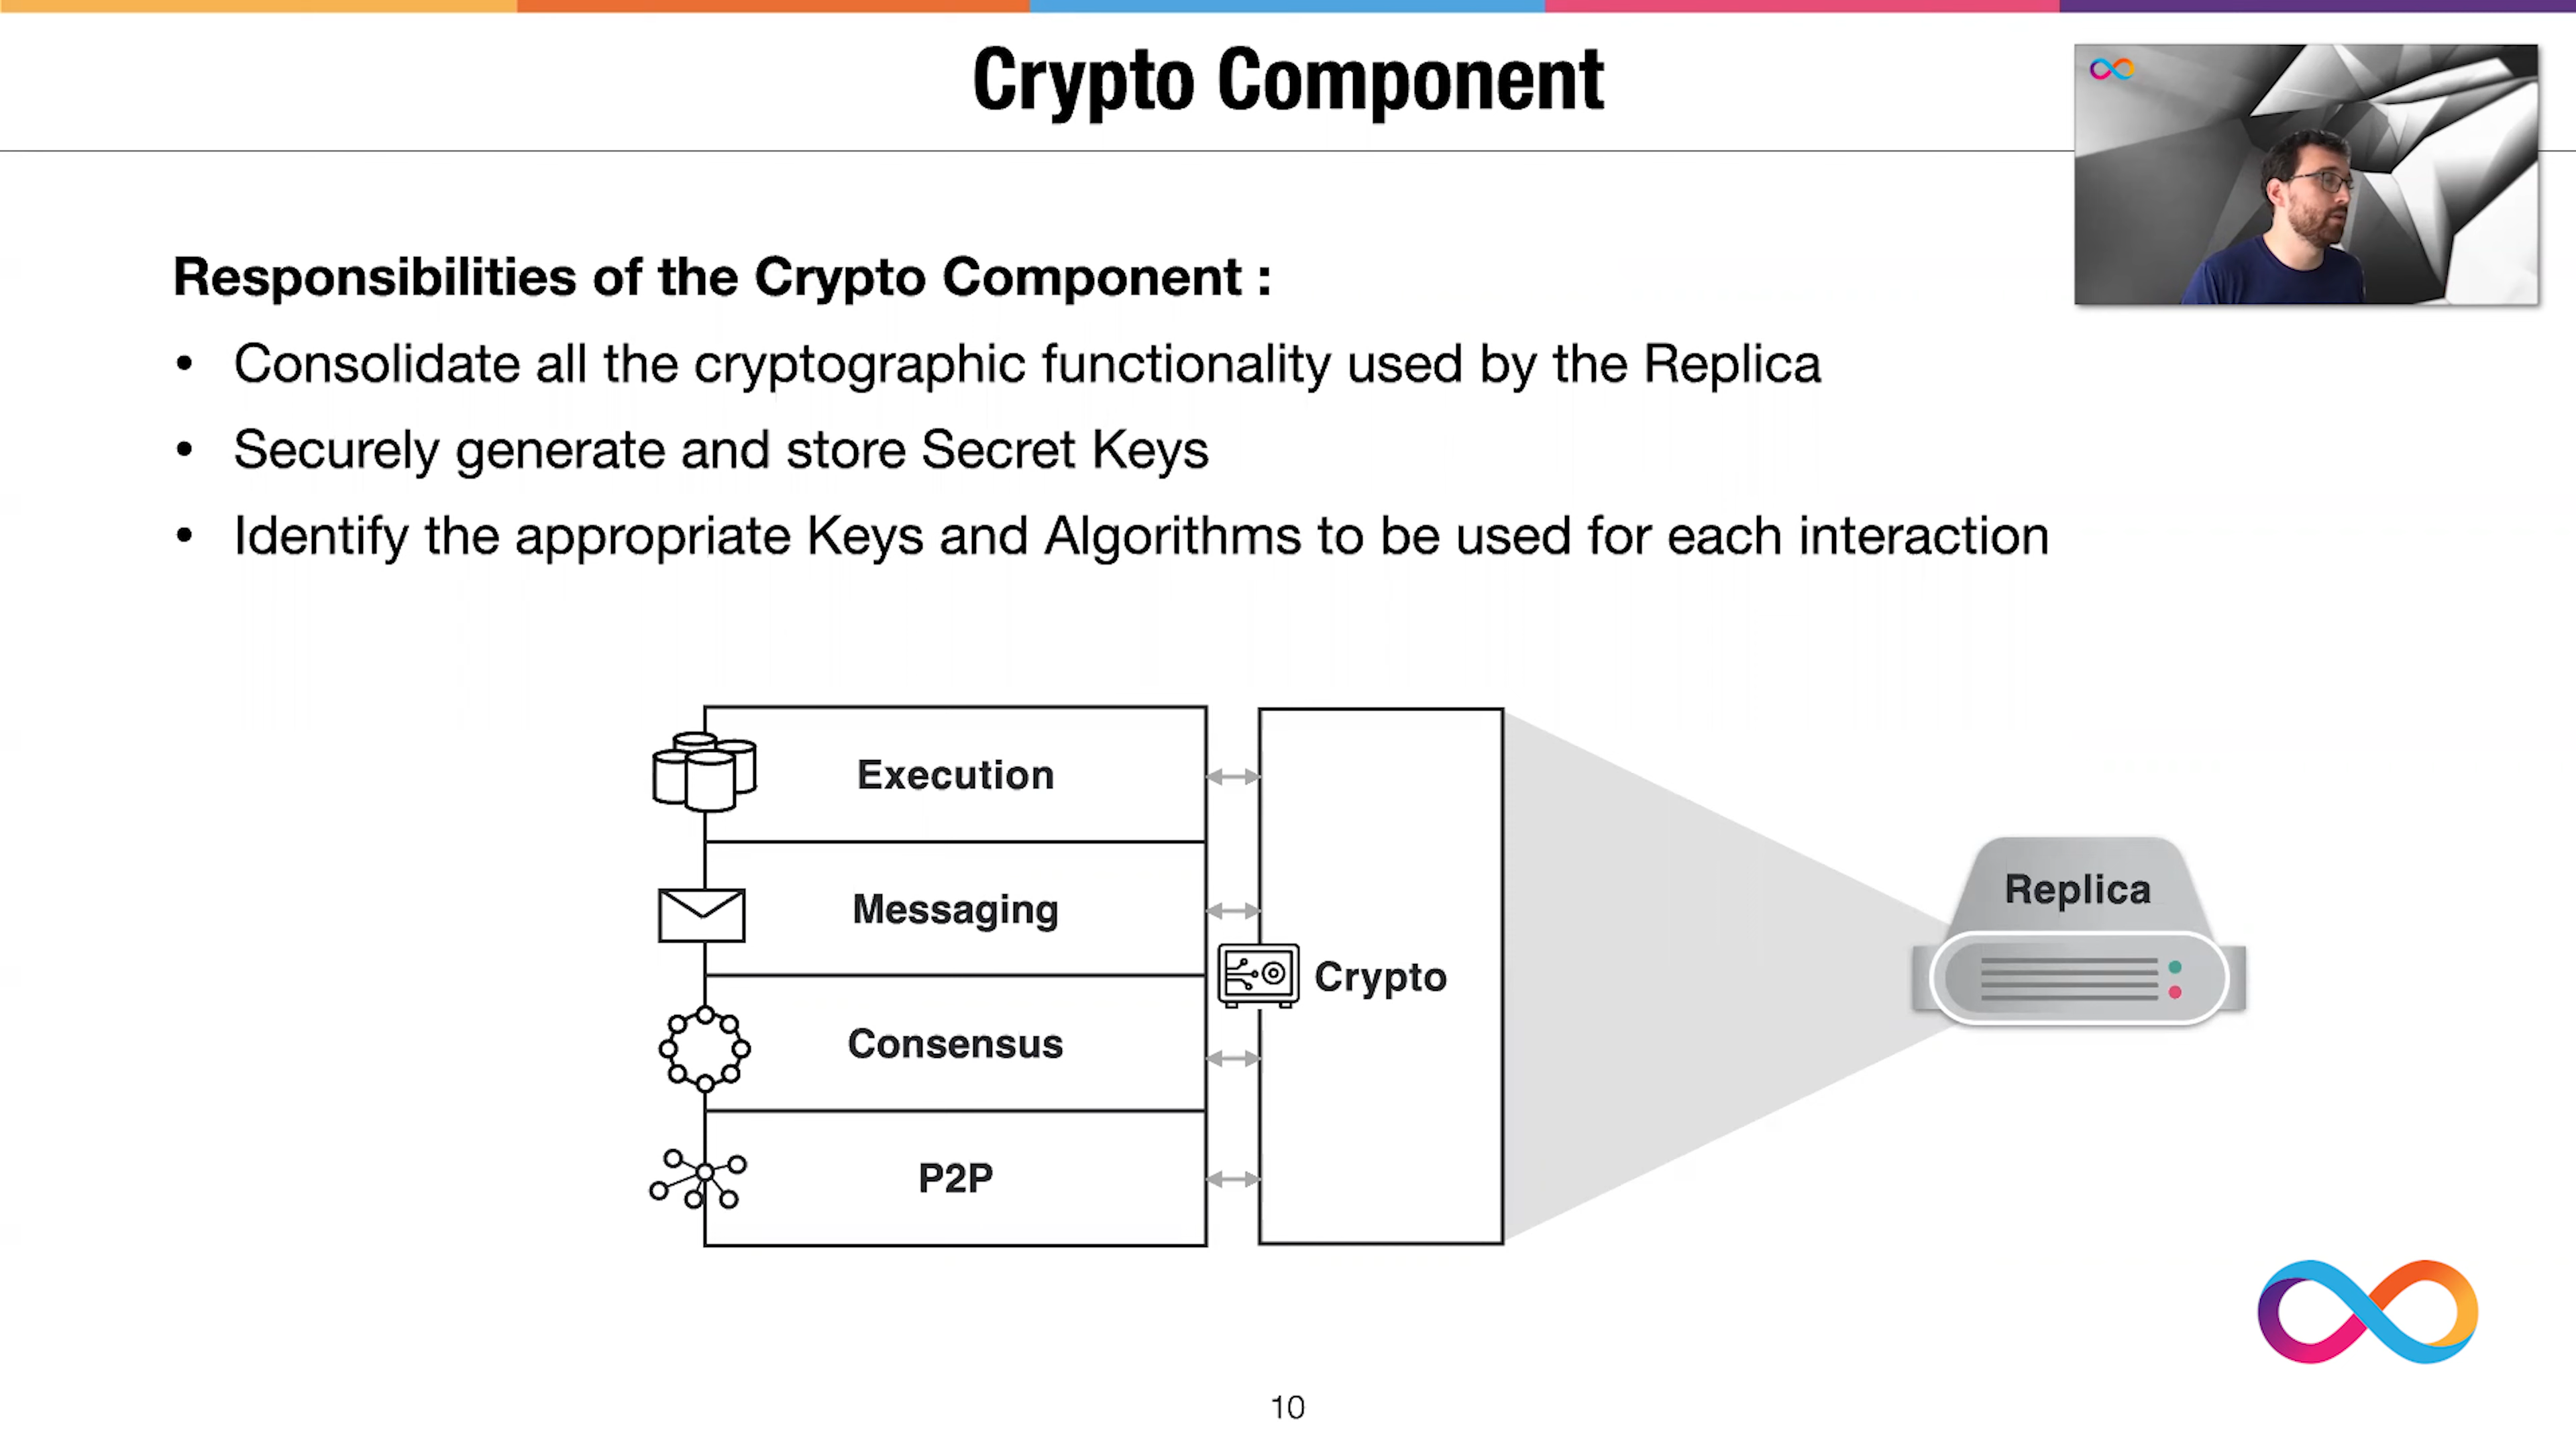 Crypto Component
Responsibilities of the Crypto Component :
• Consolidate all the cryptographic functionality used by the Replica
• Securely generate and store Secret Keys
• Identify the appropriate Keys and Algorithms to be used for each interaction
Execution
Messaging
Consensus
P2P
Crypto
Replica
10